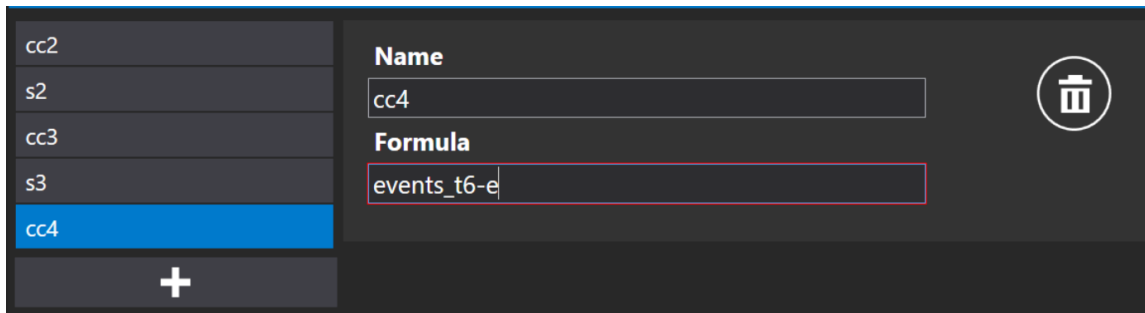 cc2
s2
cc3
s3
cc4
Name
cc4
Formula
events_t6-e